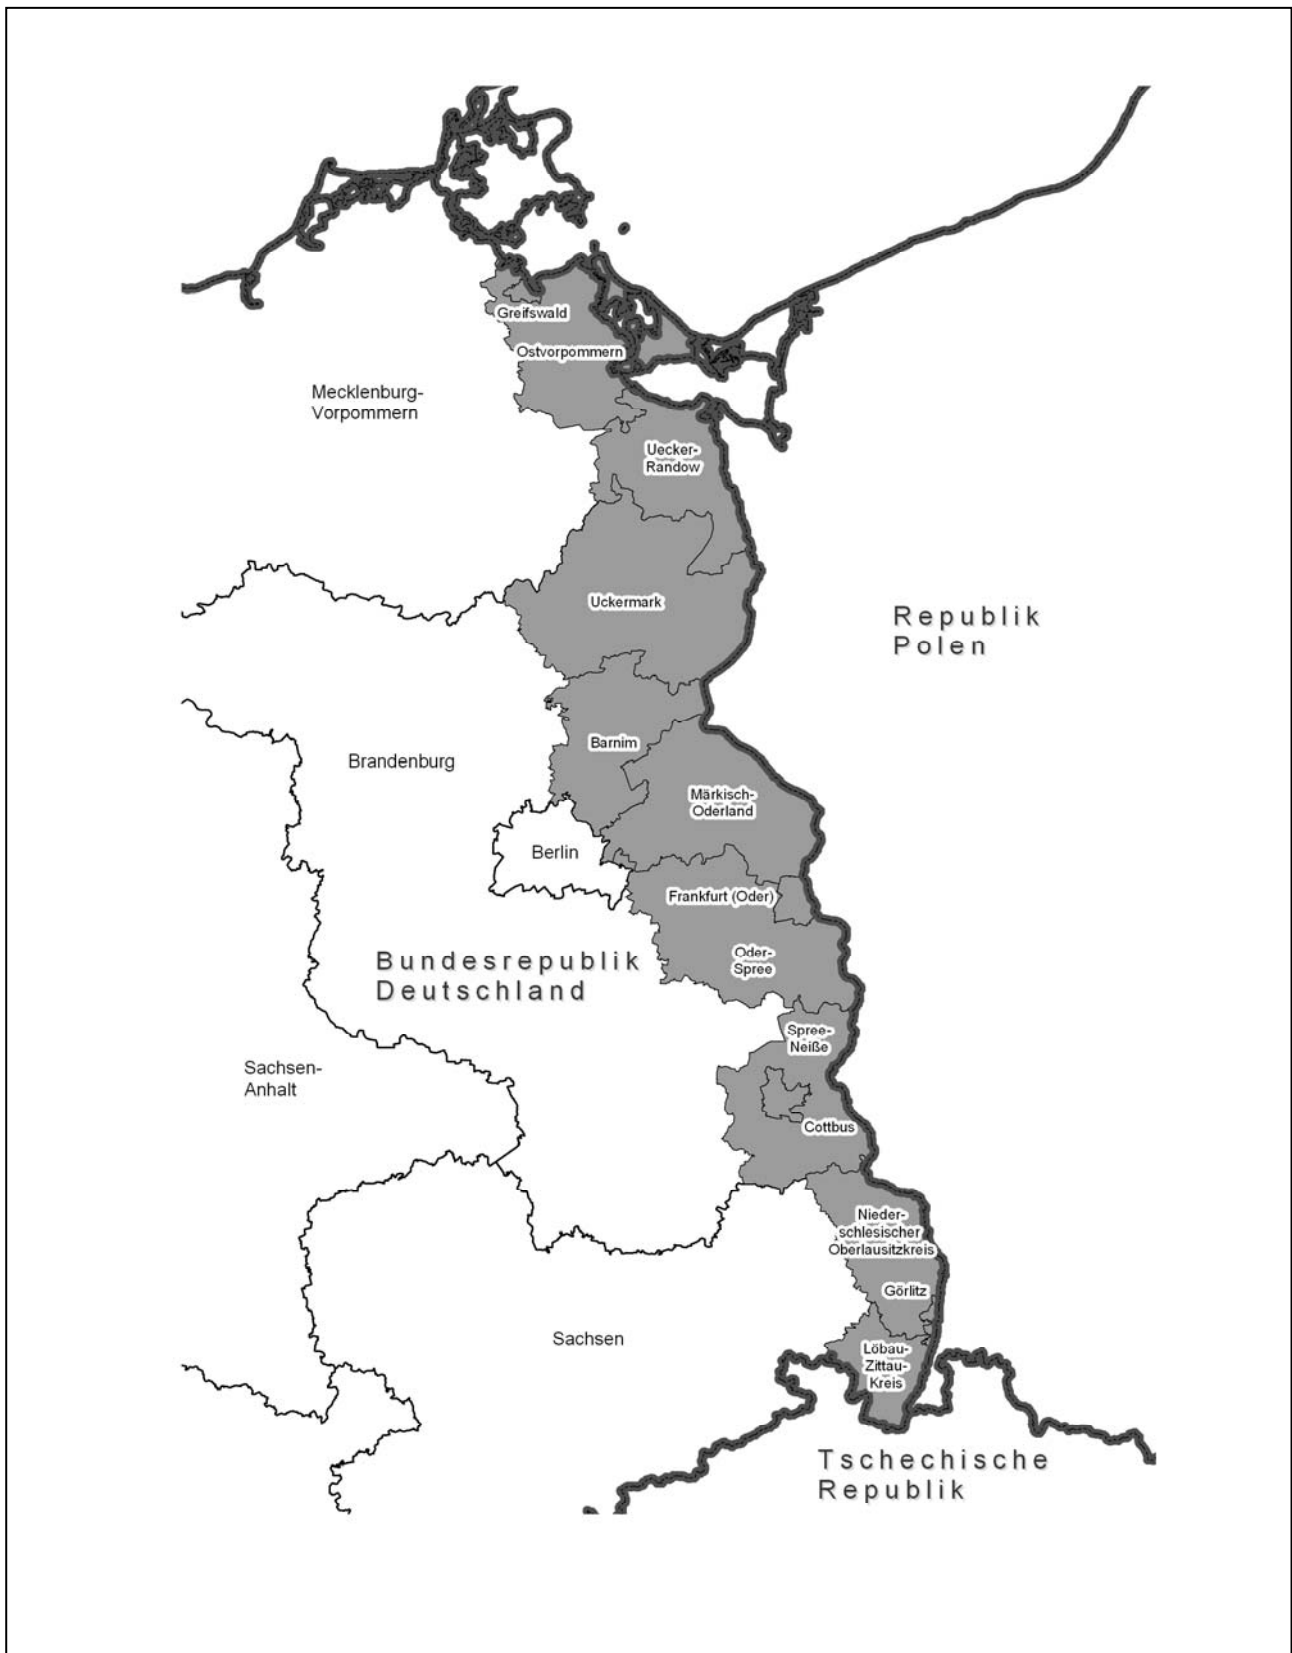 Greifswald
Ostvorpommern
Mecklenburg-
Vorpommern
Uecker-
Randow
Uckermark
Republik
Polen
Barnim
Brandenburg
Märkisch-
Oderland
Berlin
Frankfurt (Oder)
Oder-
Spree
Bundesrepublik
Deutschland
Spree-
Neiße
Sachsen-
Anhalt
Cottbus
Nieder-
schlesischer
Oberlausitzkreis
Görlitz
Sachsen
Löbau-
Zittau-
Kreis
Tschechische
Republik